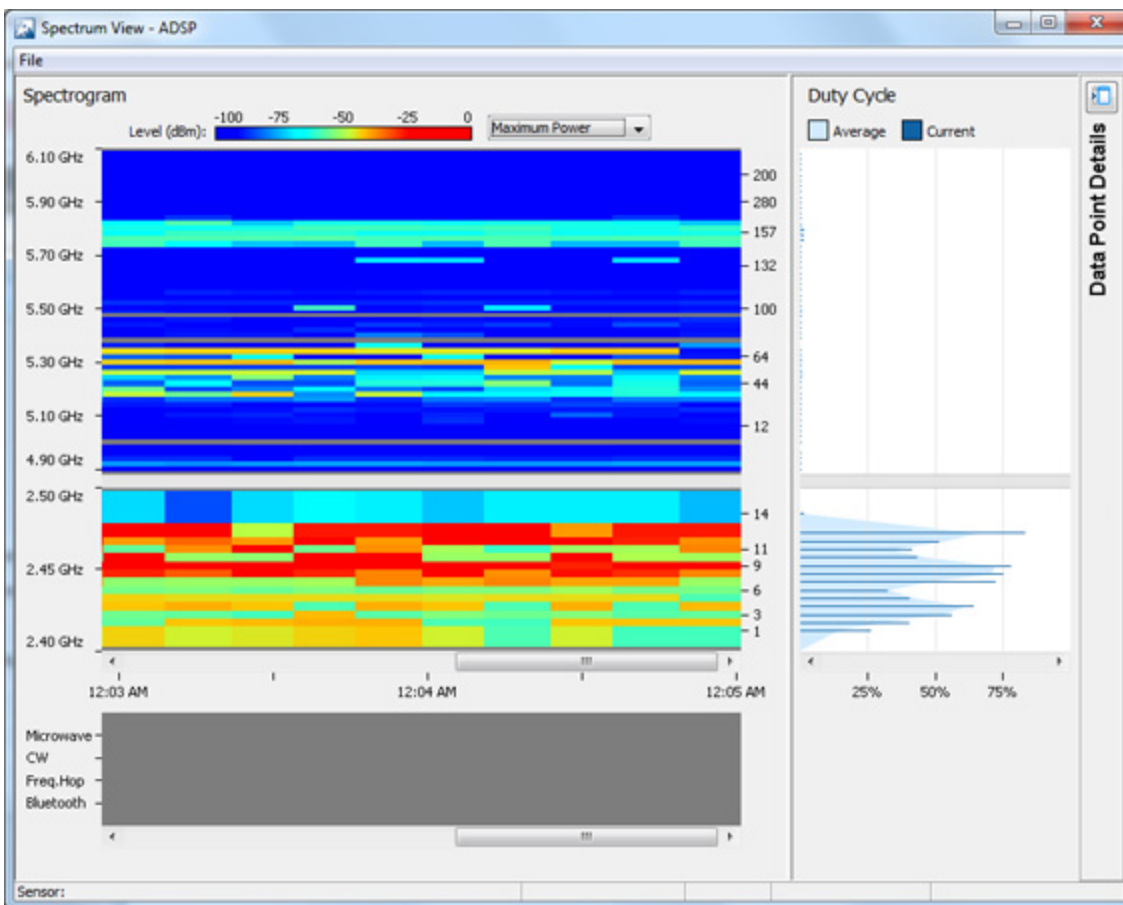 Spectrum View - ADSP
File
Spectrogram
Level (dBm):
-100 -75 -50 -25 0
Maximum Power
6.10 GHz
5.90 GHz
5.70 GHz
5.50 GHz
5.30 GHz
5.10 GHz
4.90 GHz
200
280
157
132
100
64
44
12
2.50 GHz
2.45 GHz
2.40 GHz
14
11
9
6
3
1
12:03 AM 12:04 AM 12:05 AM
Microwave
CW
Freq.Hop
Bluetooth
Duty Cycle
Average Current
25% 50% 75%
Data Point Details
Sensor: